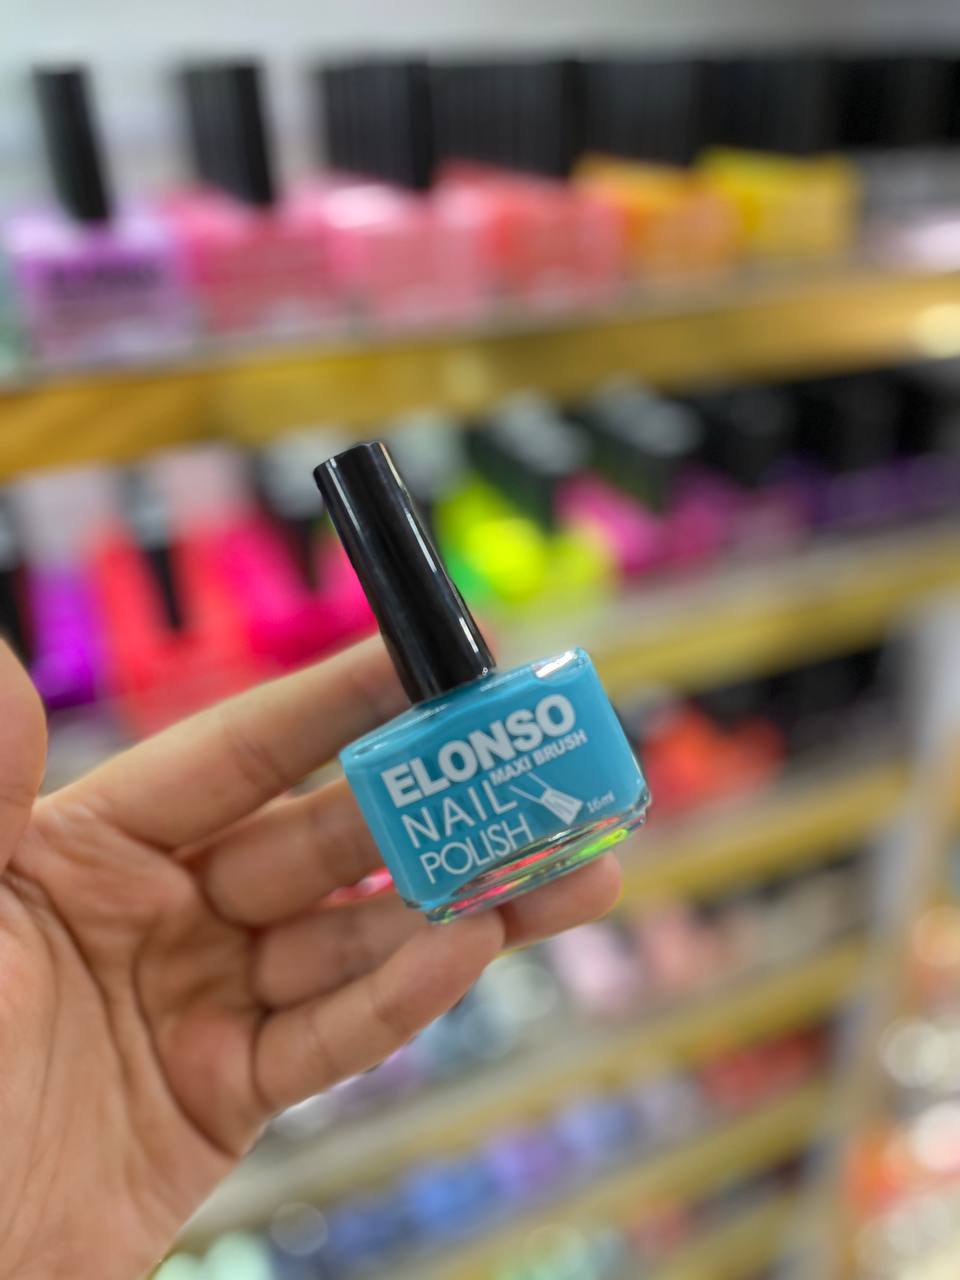 ELONSO
MAXI BRUSH
NAIL
POLISH
16ml